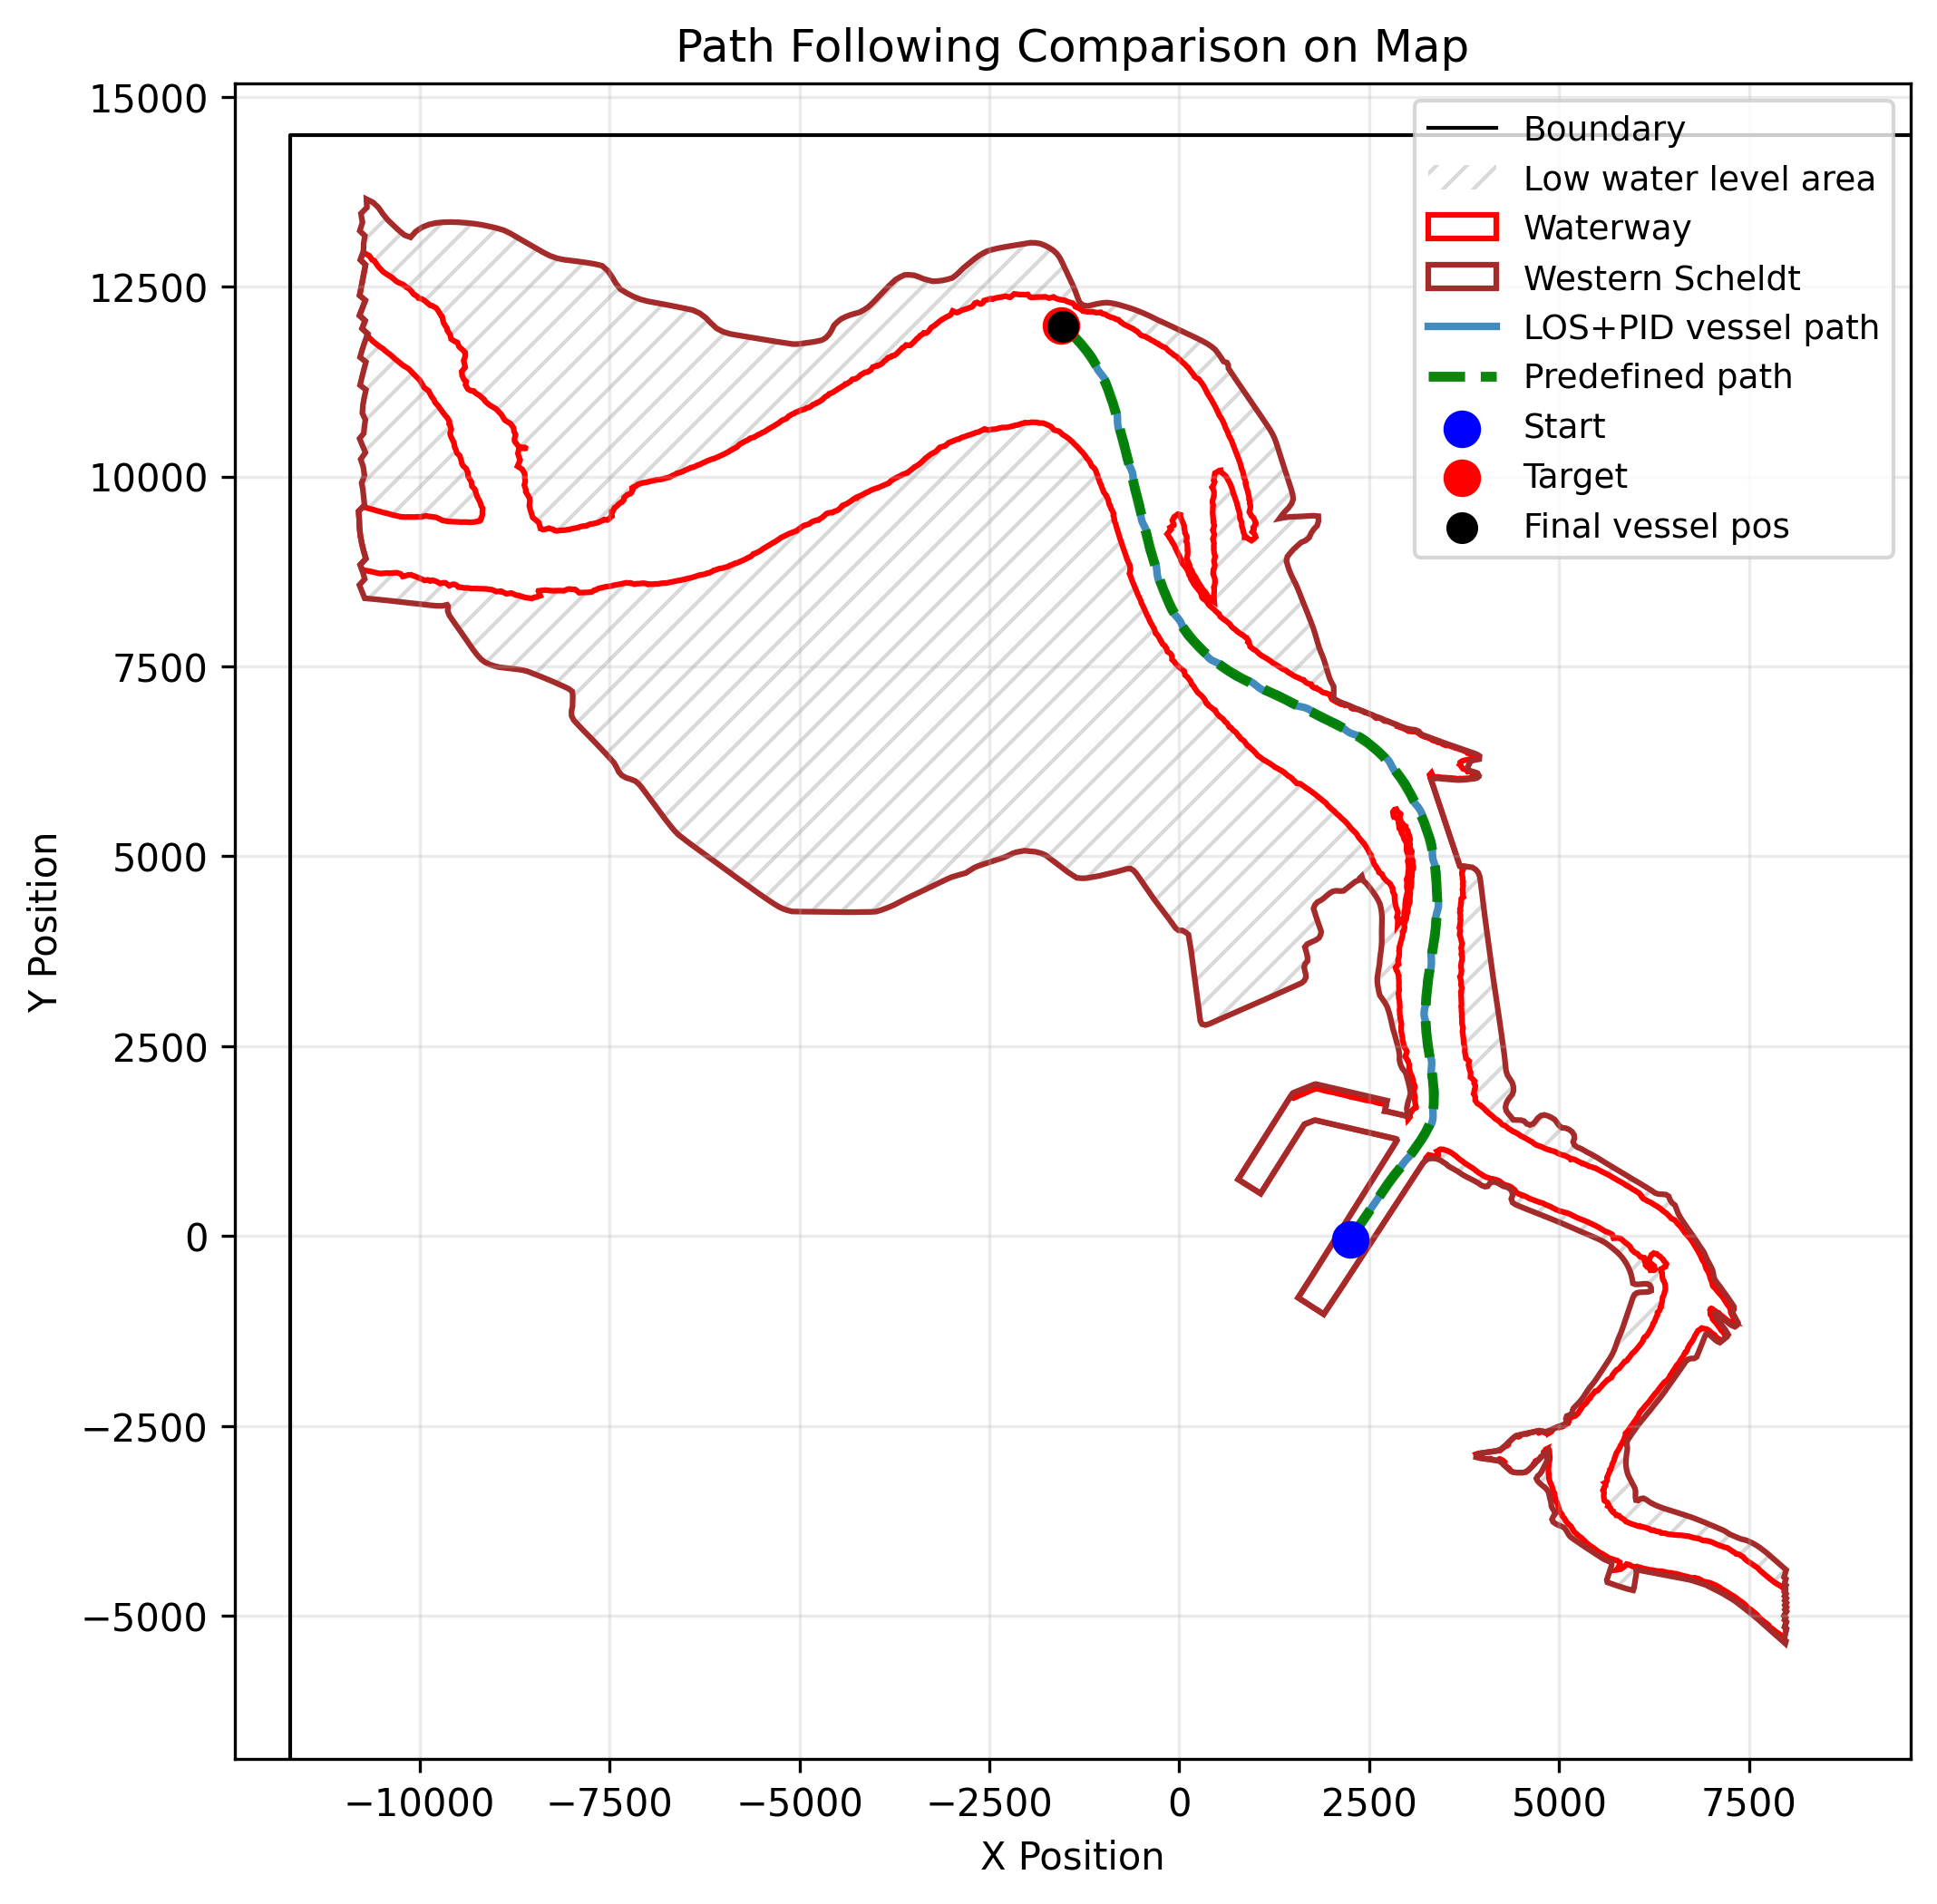 Path Following Comparison on Map
15000
12500
10000
7500
5000
2500
0
−2500
−5000
Y Position
Boundary
Low water level area
Waterway
Western Scheldt
LOS+PID vessel path
Predefined path
Start
Target
Final vessel pos
−10000 −7500 −5000 −2500 0 2500 5000 7500
X Position